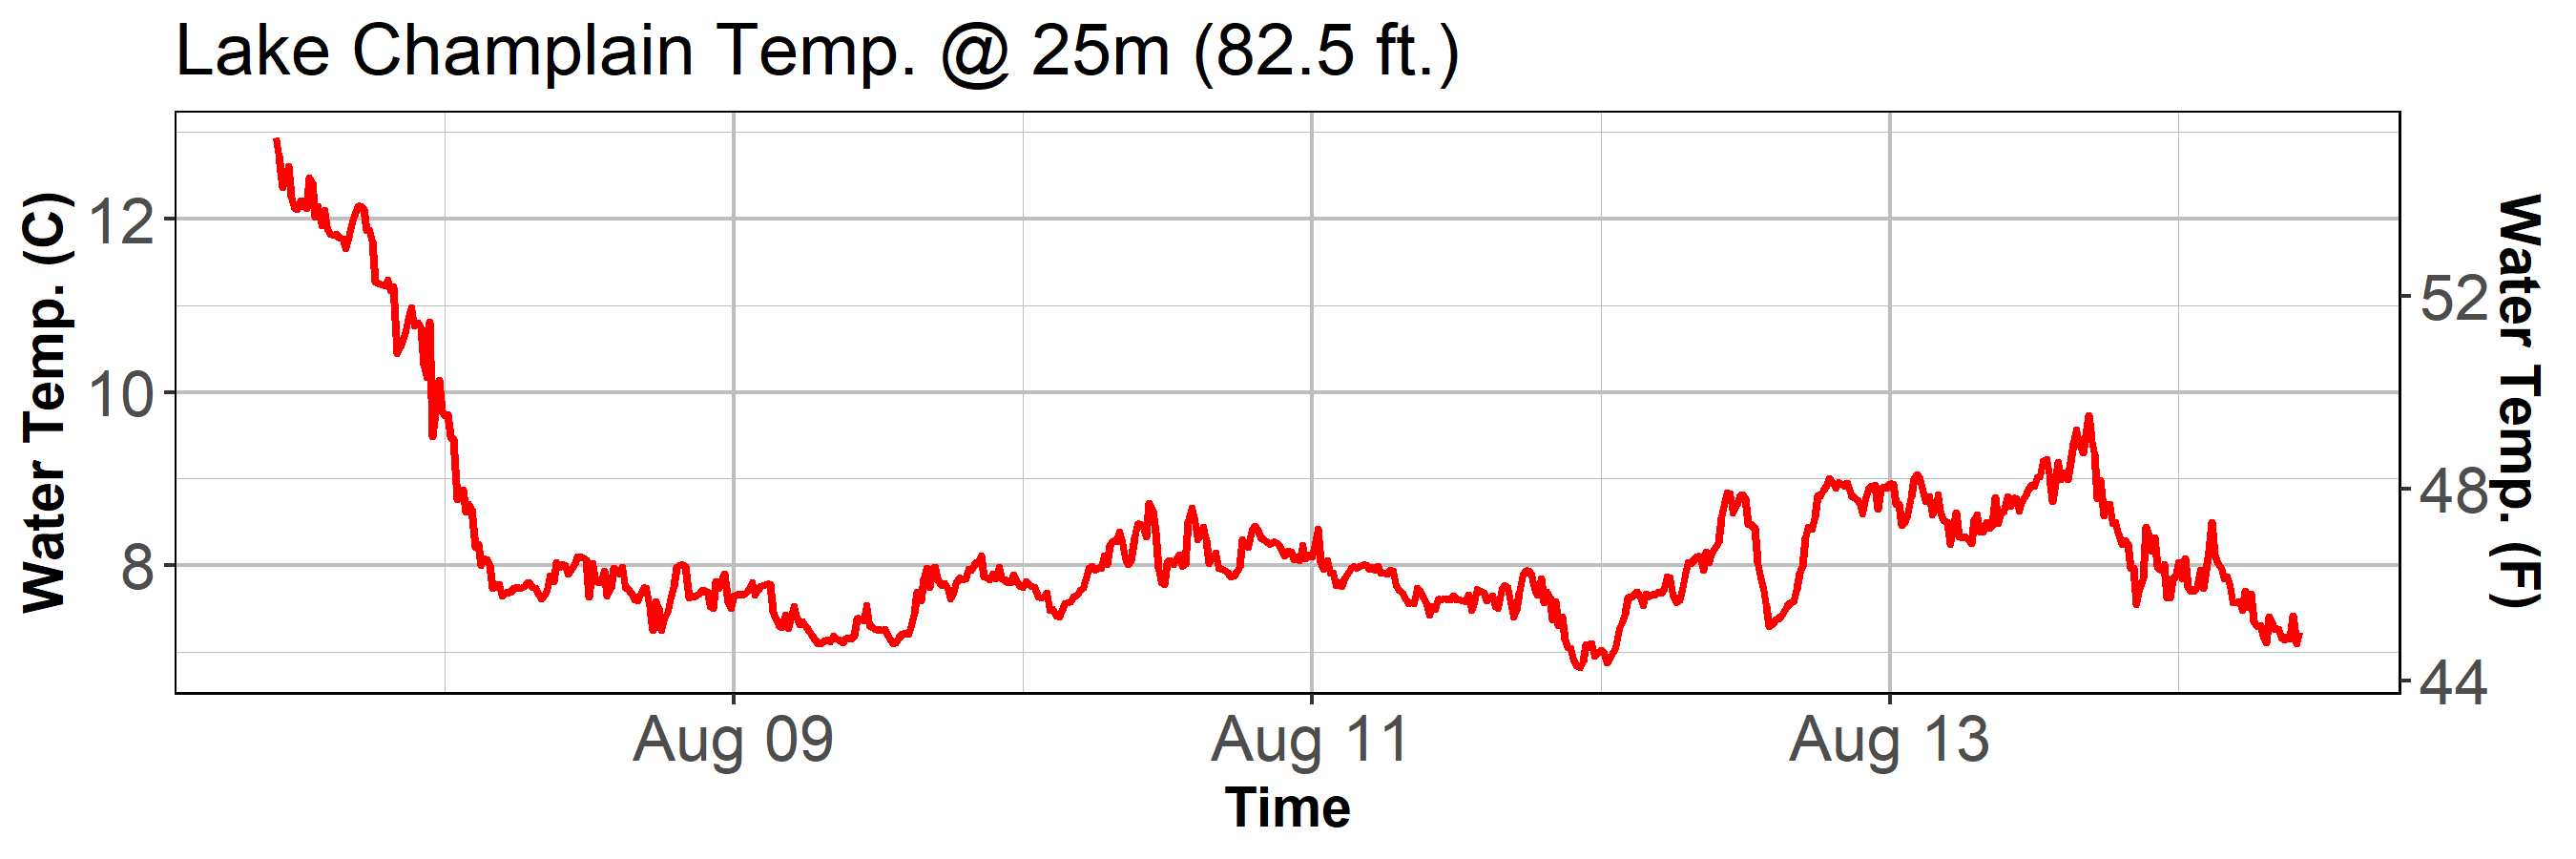 Lake Champlain Temp. @ 25m (82.5 ft.)
Water Temp. (C)
12
10
8
52
48
44
Water Temp. (F)
Aug 09
Aug 11
Aug 13
Time